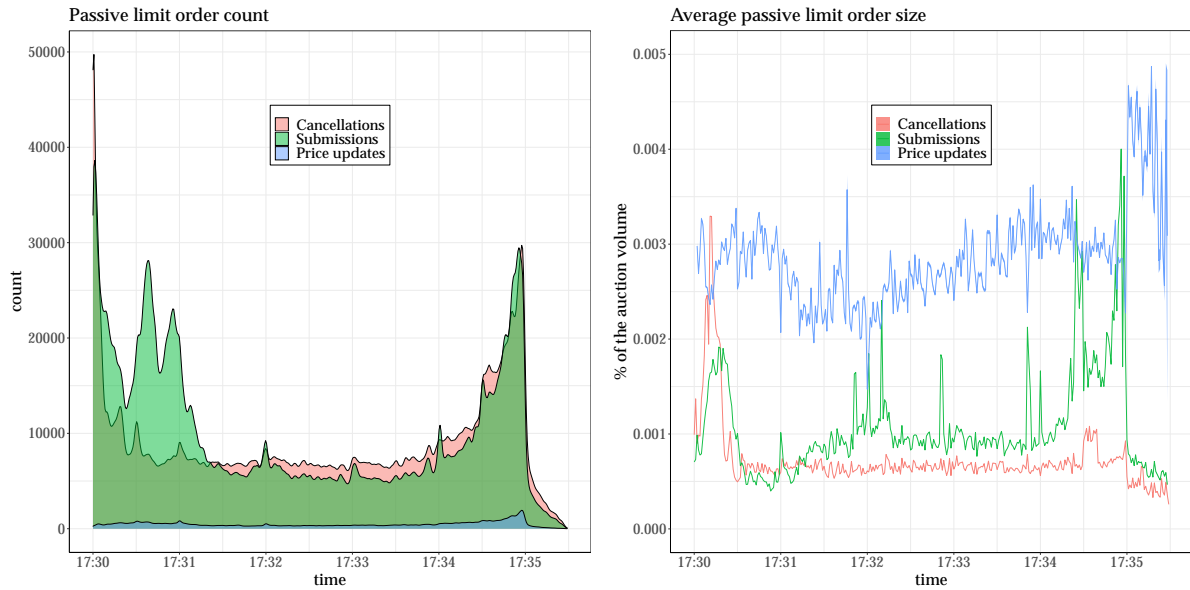 Passive limit order count
count
50000
40000
30000
20000
10000
0
Cancellations
Submissions
Price updates
17:30
17:31
17:32
17:33
17:34
17:35
time
Average passive limit order size
% of the auction volume
0.005
0.004
0.003
0.002
0.001
0.000
Cancellations
Submissions
Price updates
17:30
17:31
17:32
17:33
17:34
17:35
time